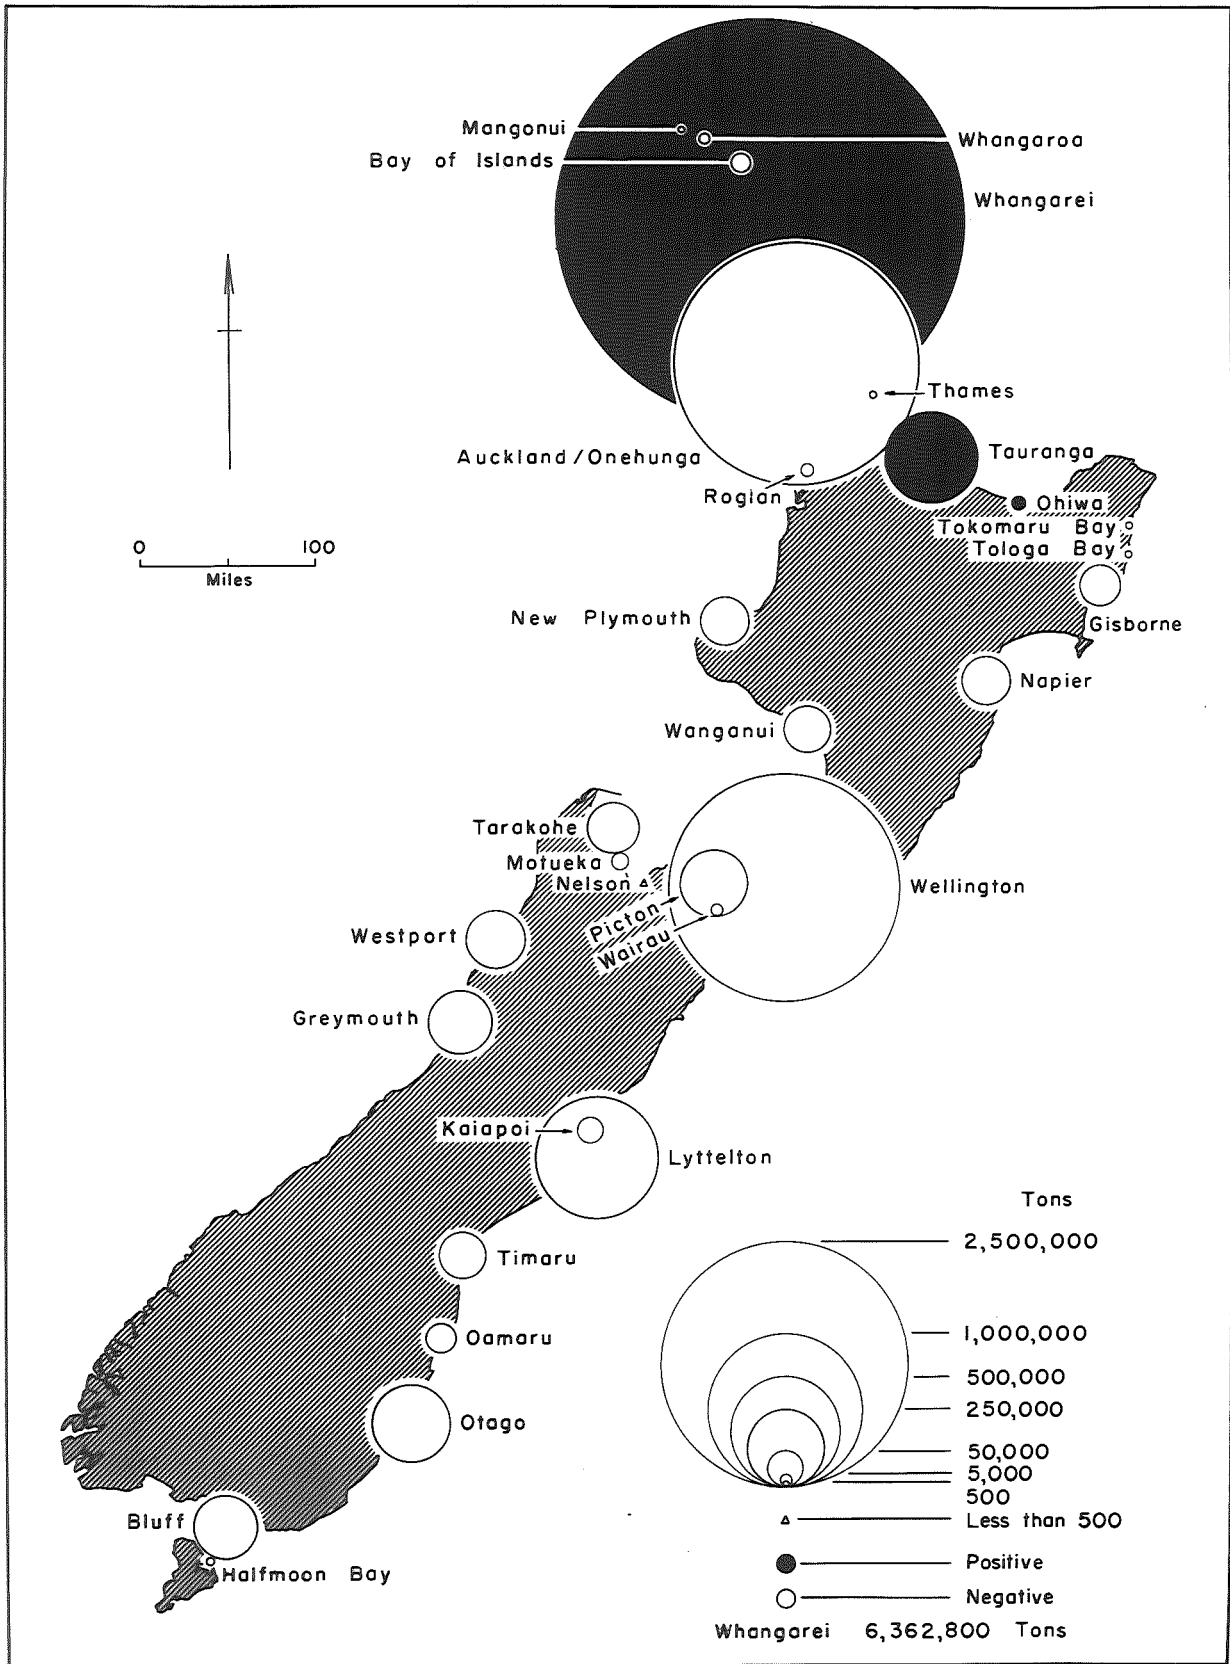 Mangonui
Whangaroa
Bay of Islands
Whangarei
Thames
Auckland/Onehunga
Tauranga
Roglan
Ohiwa
Tokomaru Bay
Tologa Bay
0 100
Miles
New Plymouth
Gisborne
Napier
Wanganui
Tarakohe
Motueka
Nelson
Wellington
Picton
Wairau
Westport
Greymouth
Kaiapoi
Lyttelton
Timaru
Oamaru
Otago
Bluff
Halfmoon Bay
Tons
2,500,000
1,000,000
500,000
250,000
50,000
5,000
500
Less than 500
Positive
Negative
Whangarei 6,362,800 Tons